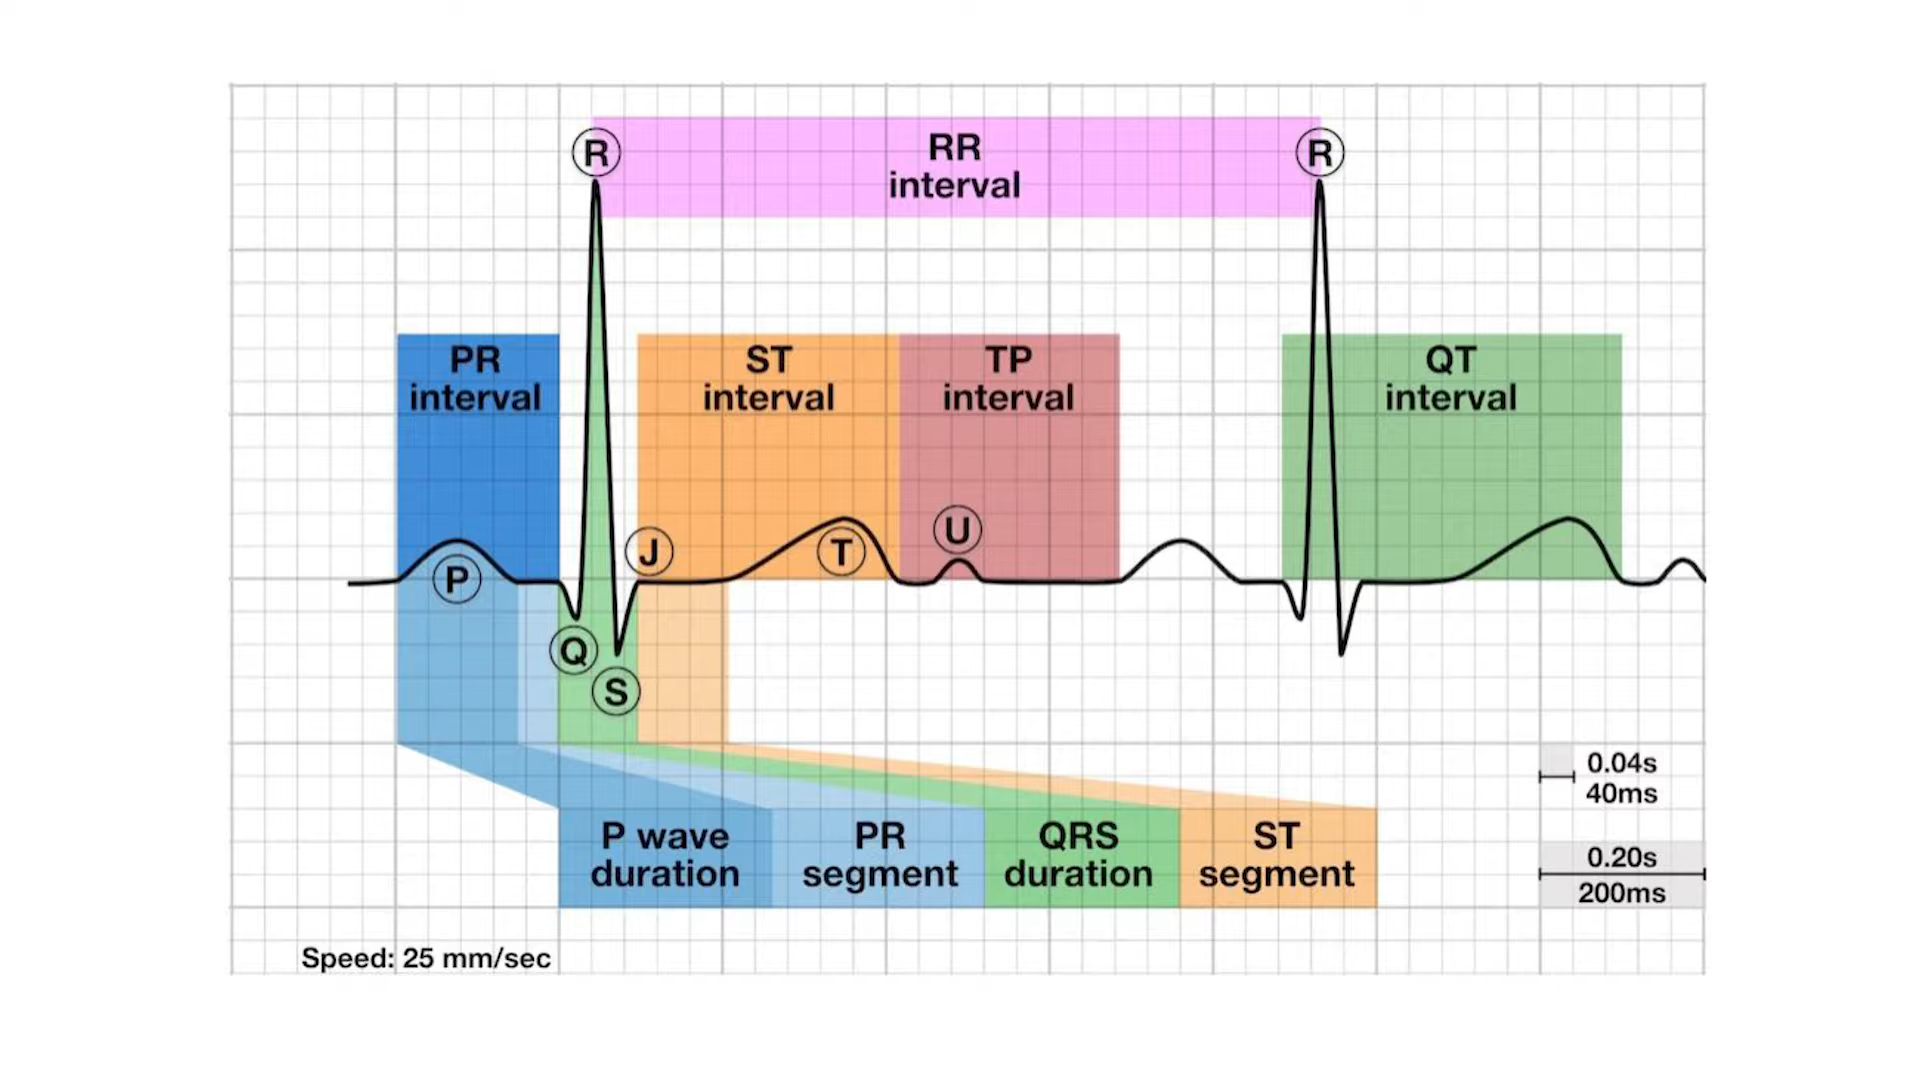 R
RR
interval
R
PR
interval
ST
interval
TP
interval
QT
interval
P
J
T
U
Q
S
0.04s
40ms
P wave
duration
PR
segment
QRS
duration
ST
segment
0.20s
200ms
Speed: 25 mm/sec